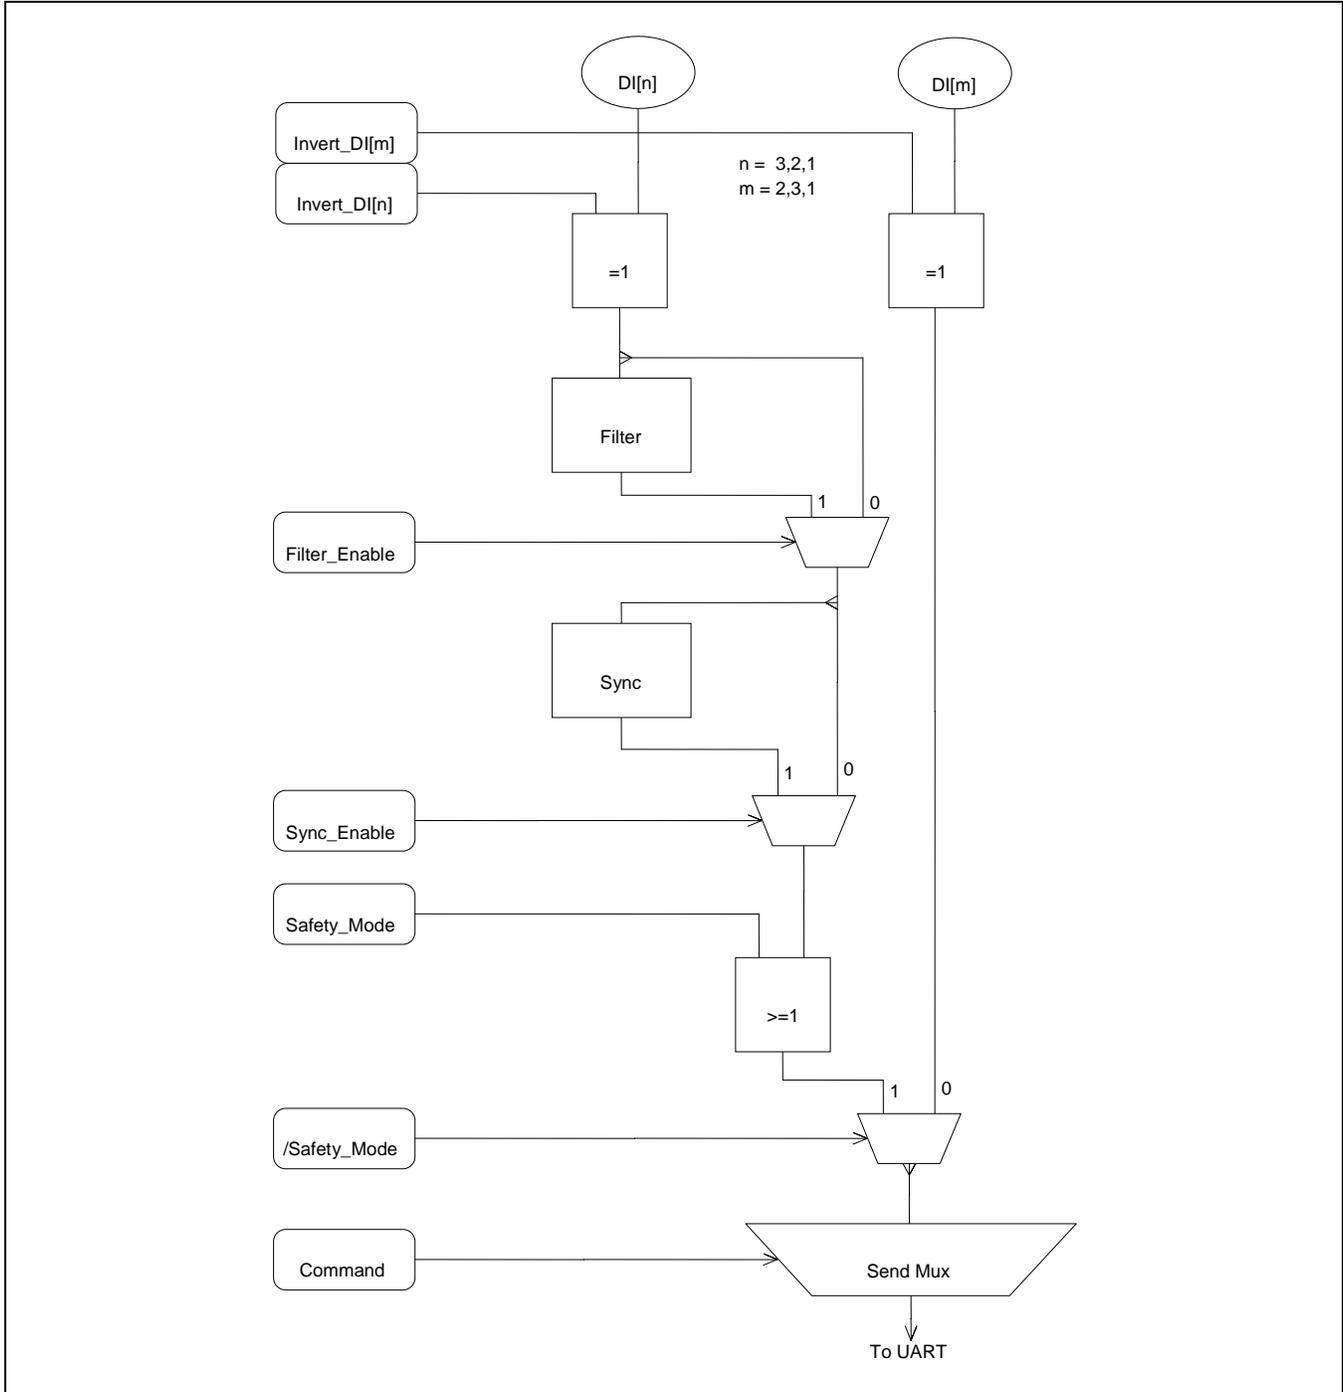 DI[n]
DI[m]
Invert_DI[m]
n =  3,2,1
m = 2,3,1
Invert_DI[n]
=1
=1
Filter
1
0
Filter_Enable
Sync
1
0
Sync_Enable
Safety_Mode
>=1
1
0
/Safety_Mode
Command
Send Mux
To UART